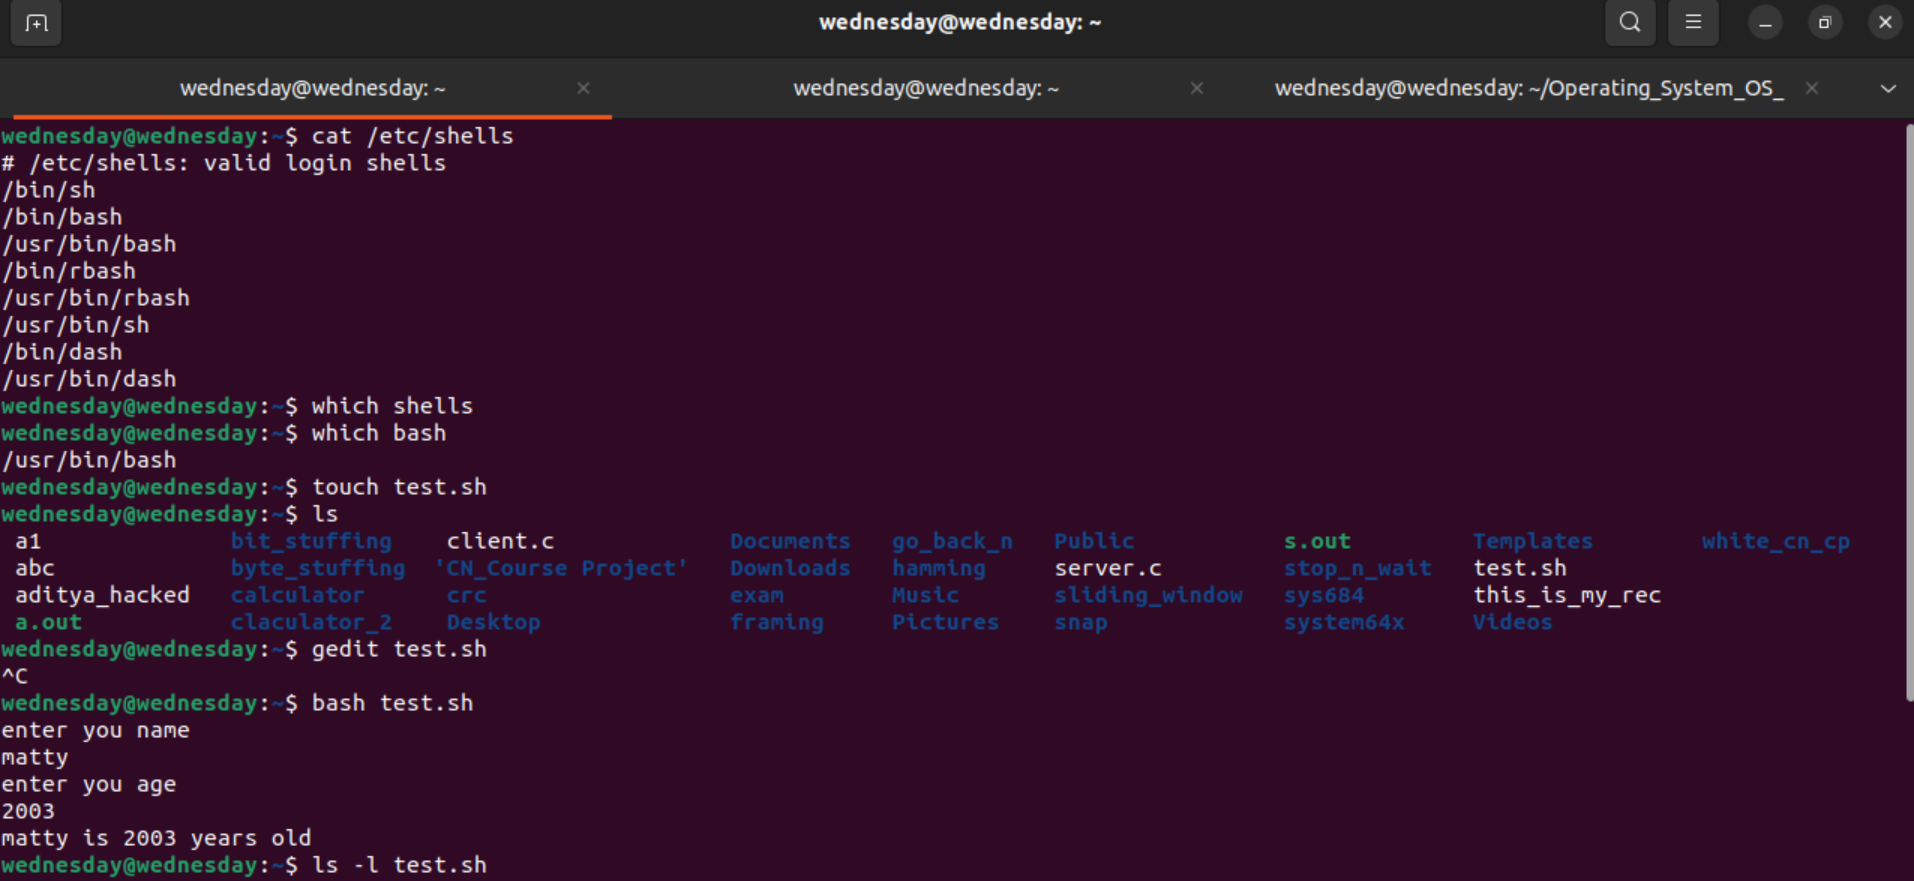 wednesday@wednesday: ~
wednesday@wednesday: ~ wednesday@wednesday: ~ wednesday@wednesday: ~/Operating_System_OS_
wednesday@wednesday:~$ cat /etc/shells
# /etc/shells: valid login shells
/bin/sh
/bin/bash
/usr/bin/bash
/bin/rbash
/usr/bin/rbash
/usr/bin/sh
/bin/dash
/usr/bin/dash
wednesday@wednesday:~$ which shells
wednesday@wednesday:~$ which bash
/usr/bin/bash
wednesday@wednesday:~$ touch test.sh
wednesday@wednesday:~$ ls
a1 bit_stuffing client.c Documents go_back_n Public s.out Templates white_cn_cp
abc byte_stuffing 'CN_Course Project' Downloads hamming server.c stop_n_wait test.sh
aditya_hacked calculator crc exam Music sliding_window sys684 this_is_my_rec
a.out claculator_2 Desktop framing Pictures snap system64x Videos
wednesday@wednesday:~$ gedit test.sh
^C
wednesday@wednesday:~$ bash test.sh
enter you name
matty
enter you age
2003
matty is 2003 years old
wednesday@wednesday:~$ ls -l test.sh